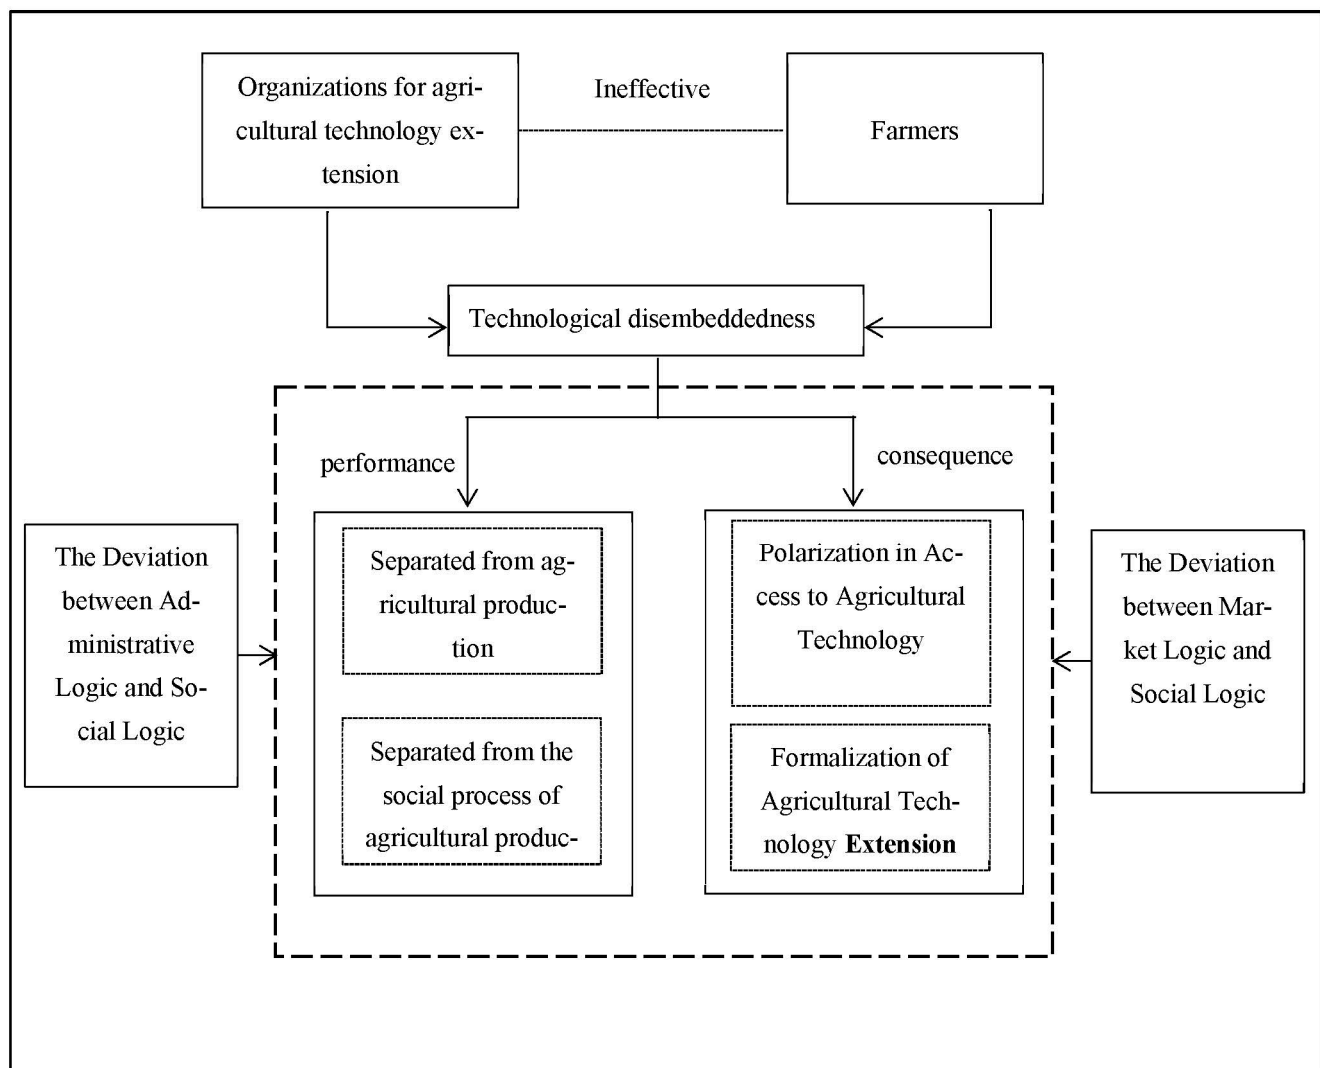 Organizations for agri-
cultural technology ex-
tension
Ineffective
Farmers
Technological disembeddedness
performance
consequence
The Deviation
between Ad-
ministrative
Logic and So-
cial Logic
Separated from ag-
ricultural produc-
tion
Separated from the
social process of
agricultural produc-
Polarization in Ac-
cess to Agricultural
Technology
Formalization of
Agricultural Tech-
nology Extension
The Deviation
between Mar-
ket Logic and
Social Logic